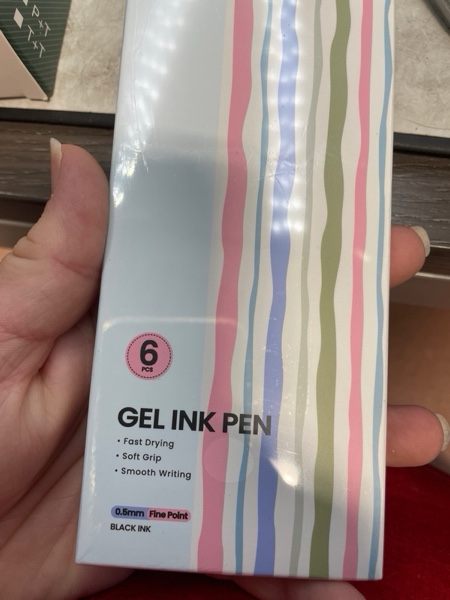 P×T
T×T
6
PCS
GEL INK PEN
• Fast Drying
• Soft Grip
• Smooth Writing
0.5mm Fine Point
BLACK INK